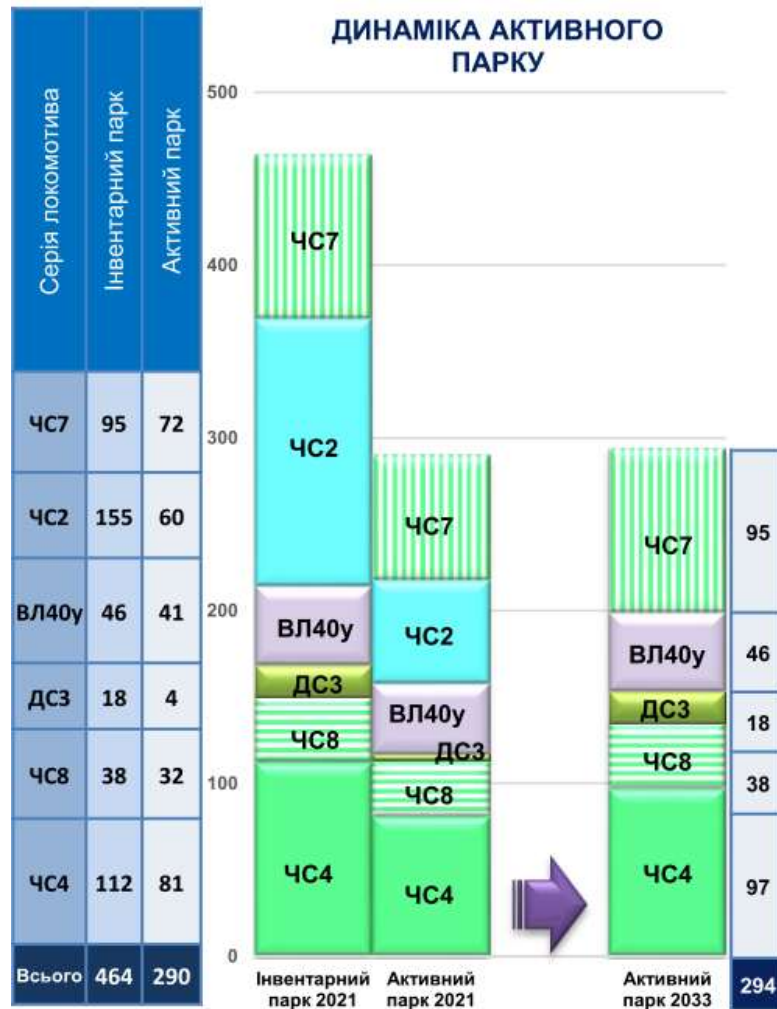 ДИНАМІКА АКТИВНОГО
ПАРКУ
Серія локомотива Інвентарний парк Активний парк
ЧС7 95 72
ЧС2 155 60
ВЛ40у 46 41
ДС3 18 4
ЧС8 38 32
ЧС4 112 81
Всього 464 290
500
400
300
200
100
0
ЧС7
ЧС2
ВЛ40у
ДС3
ЧС8
ЧС4
Інвентарний
парк 2021
ЧС7
ЧС2
ВЛ40у
ДС3
ЧС8
ЧС4
Активний
парк 2021
ЧС7 95
ВЛ40у 46
ДС3 18
ЧС8 38
ЧС4 97
Активний
парк 2033
294